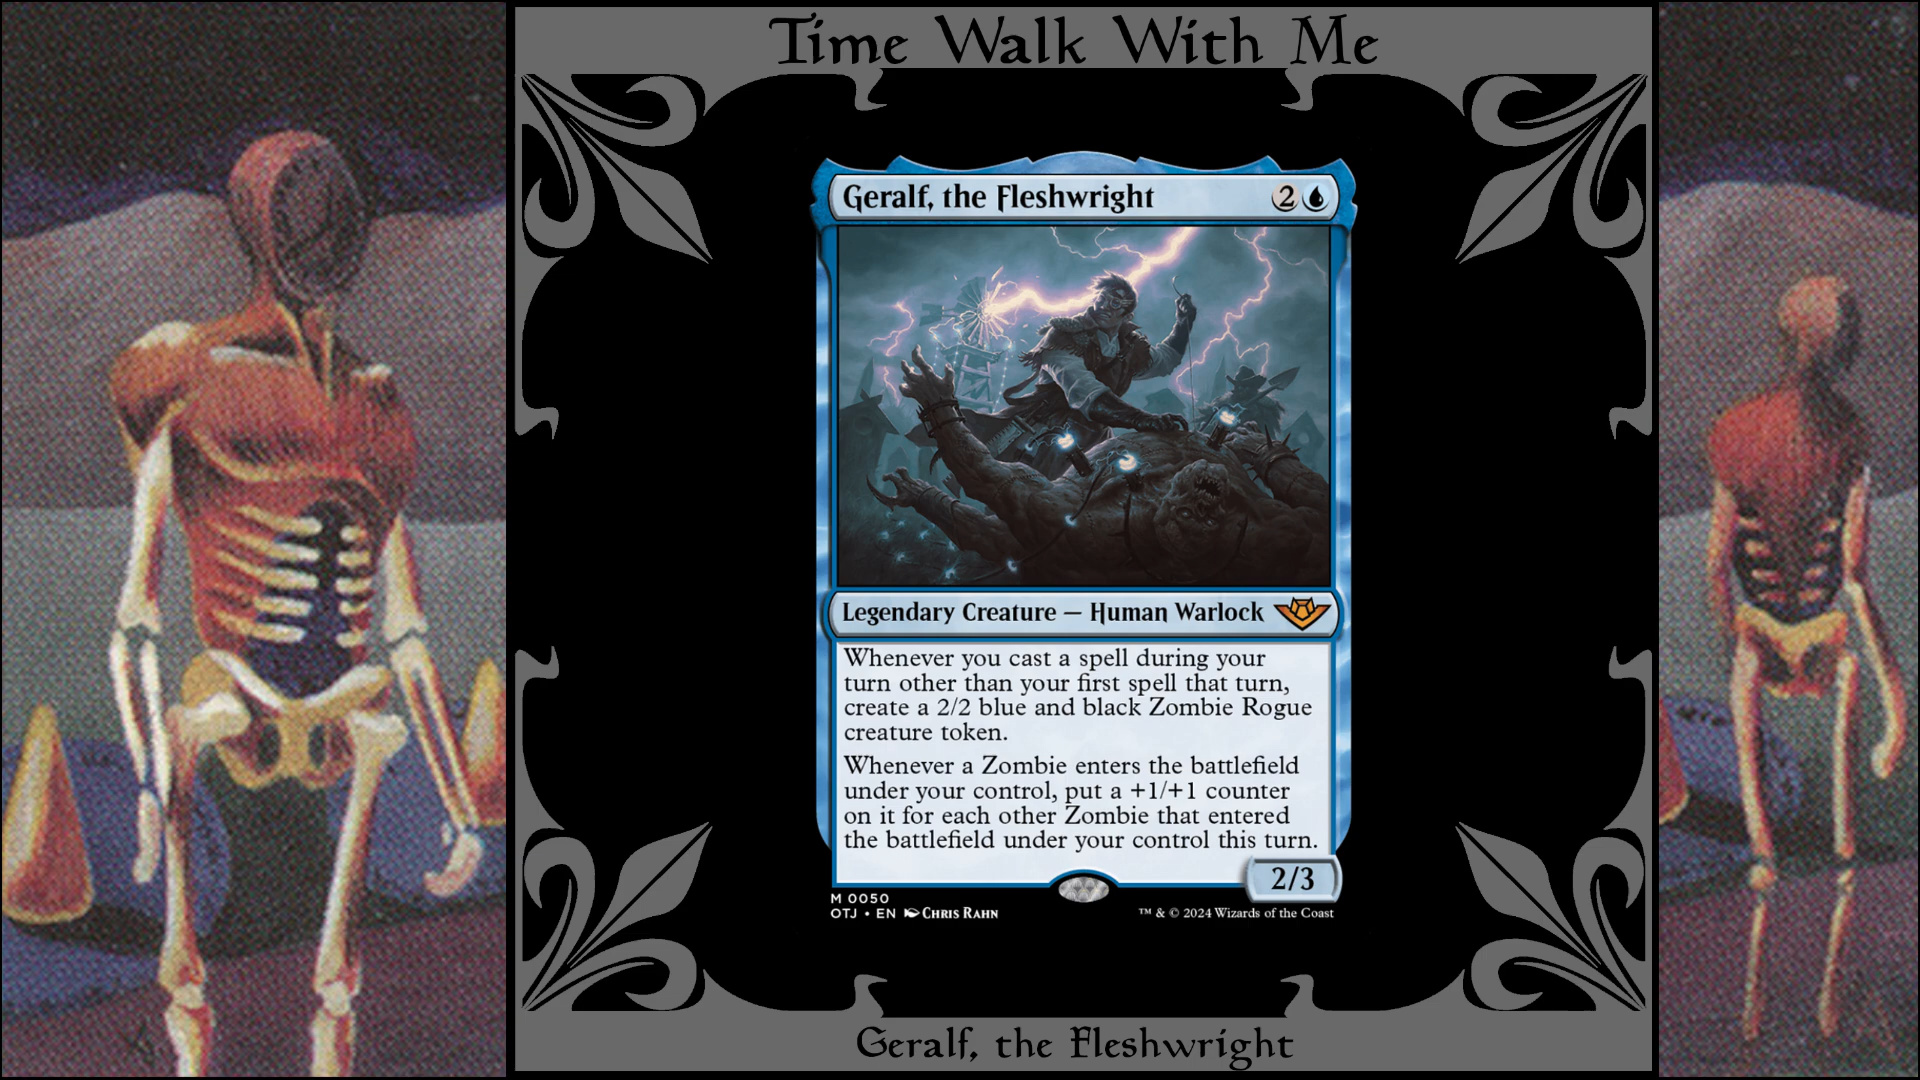 Time Walk With Me
Geralf, the Fleshwright 2
Legendary Creature — Human Warlock
Whenever you cast a spell during your
turn other than your first spell that turn,
create a 2/2 blue and black Zombie Rogue
creature token.
Whenever a Zombie enters the battlefield
under your control, put a +1/+1 counter
on it for each other Zombie that entered
the battlefield under your control this turn.
2/3
M 0050
OTJ • EN Chris Rahn
™ & © 2024 Wizards of the Coast
Geralf, the Fleshwright